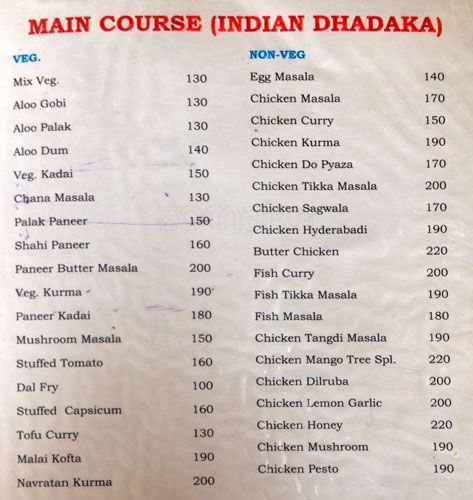 MAIN COURSE (INDIAN DHADAKA)
VEG.
Mix Veg. 130
Aloo Gobi 130
Aloo Palak 130
Aloo Dum 140
Veg. Kadai 150
Chana Masala 130
Palak Paneer 150
Shahi Paneer 160
Paneer Butter Masala 200
Veg. Kurma 190
Paneer Kadai 180
Mushroom Masala 150
Stuffed Tomato 160
Dal Fry 100
Stuffed Capsicum 160
Tofu Curry 130
Malai Kofta 190
Navratan Kurma 200
NON-VEG
Egg Masala 140
Chicken Masala 170
Chicken Curry 150
Chicken Kurma 190
Chicken Do Pyaza 170
Chicken Tikka Masala 200
Chicken Sagwala 170
Chicken Hyderabadi 190
Butter Chicken 220
Fish Curry 200
Fish Tikka Masala 190
Fish Masala 180
Chicken Tangdi Masala 190
Chicken Mango Tree Spl. 220
Chicken Dilruba 200
Chicken Lemon Garlic 200
Chicken Honey 220
Chicken Mushroom 190
Chicken Pesto 190